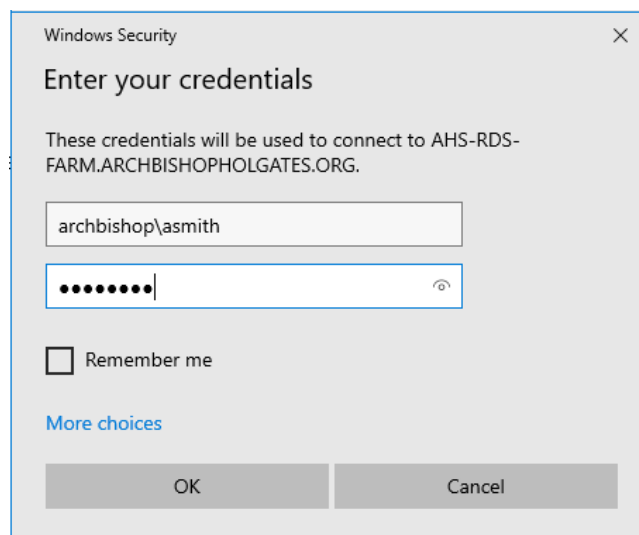 Windows Security
Enter your credentials
These credentials will be used to connect to AHS-RDS-
FARM.ARCHBISHOPHOLGATES.ORG.
archbishop\asmith
●●●●●●●●
Remember me
More choices
OK Cancel